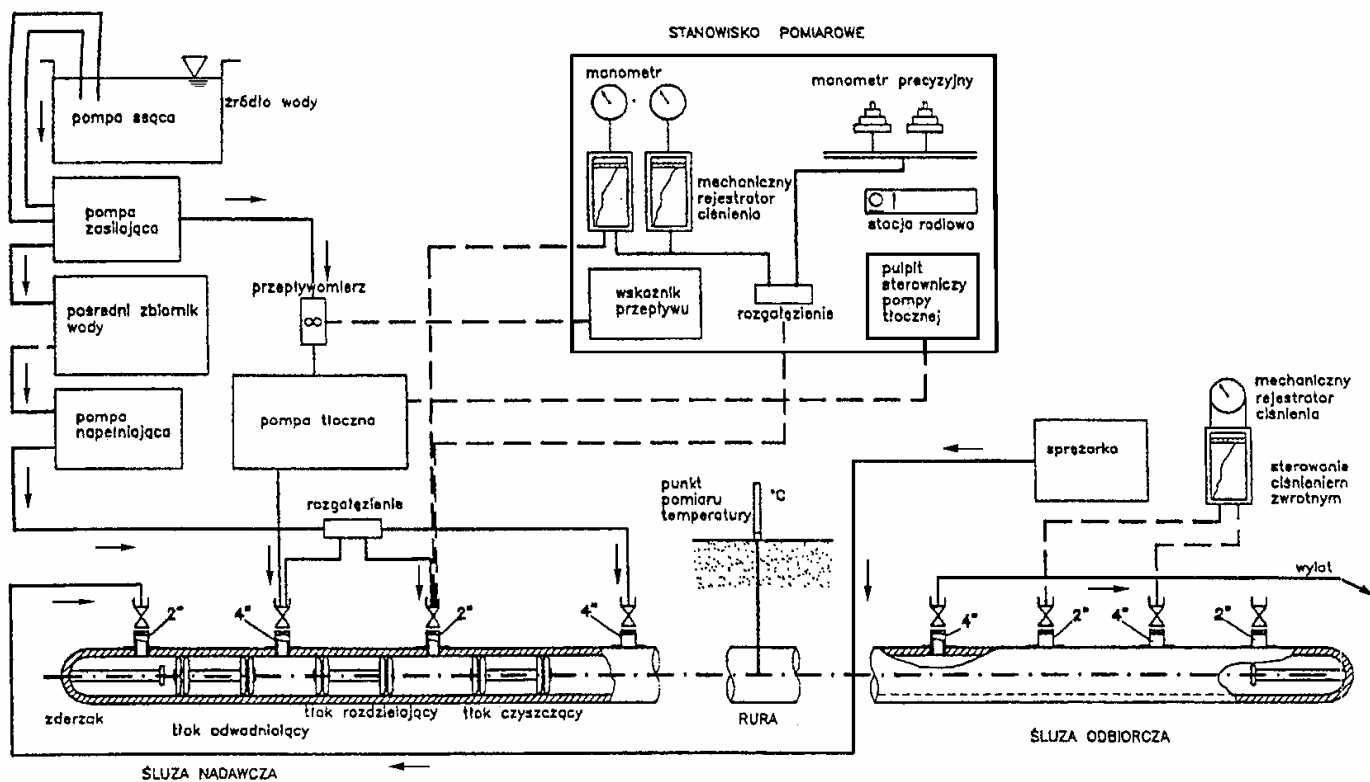 STANOWISKO POMIAROWE
manometr
manometr precyzyjny
źródło wody
pompa ssąca
mechaniczny
rejestrator
ciśnienia
stacja radiowa
pompa
zasilająca
przepływomierz
wskaźnik
przepływu
rozgałęzienie
pulpit
sterowniczy
pompy
tłocznej
pośredni zbiornik
wody
pompa
napełniająca
pompa tłoczna
mechaniczny
rejestrator
ciśnienia
sprężarka
sterowanie
ciśnieniem
zwrotnym
punkt
pomiaru
temperatury
°C
rozgałęzienie
wylot
2"
4"
2"
4"
4"
2"
4"
2"
zderzak
tłok odwadniający
tłok rozdzielający
tłok czyszczący
RURA
ŚLUZA ODBIORCZA
ŚLUZA NADAWCZA